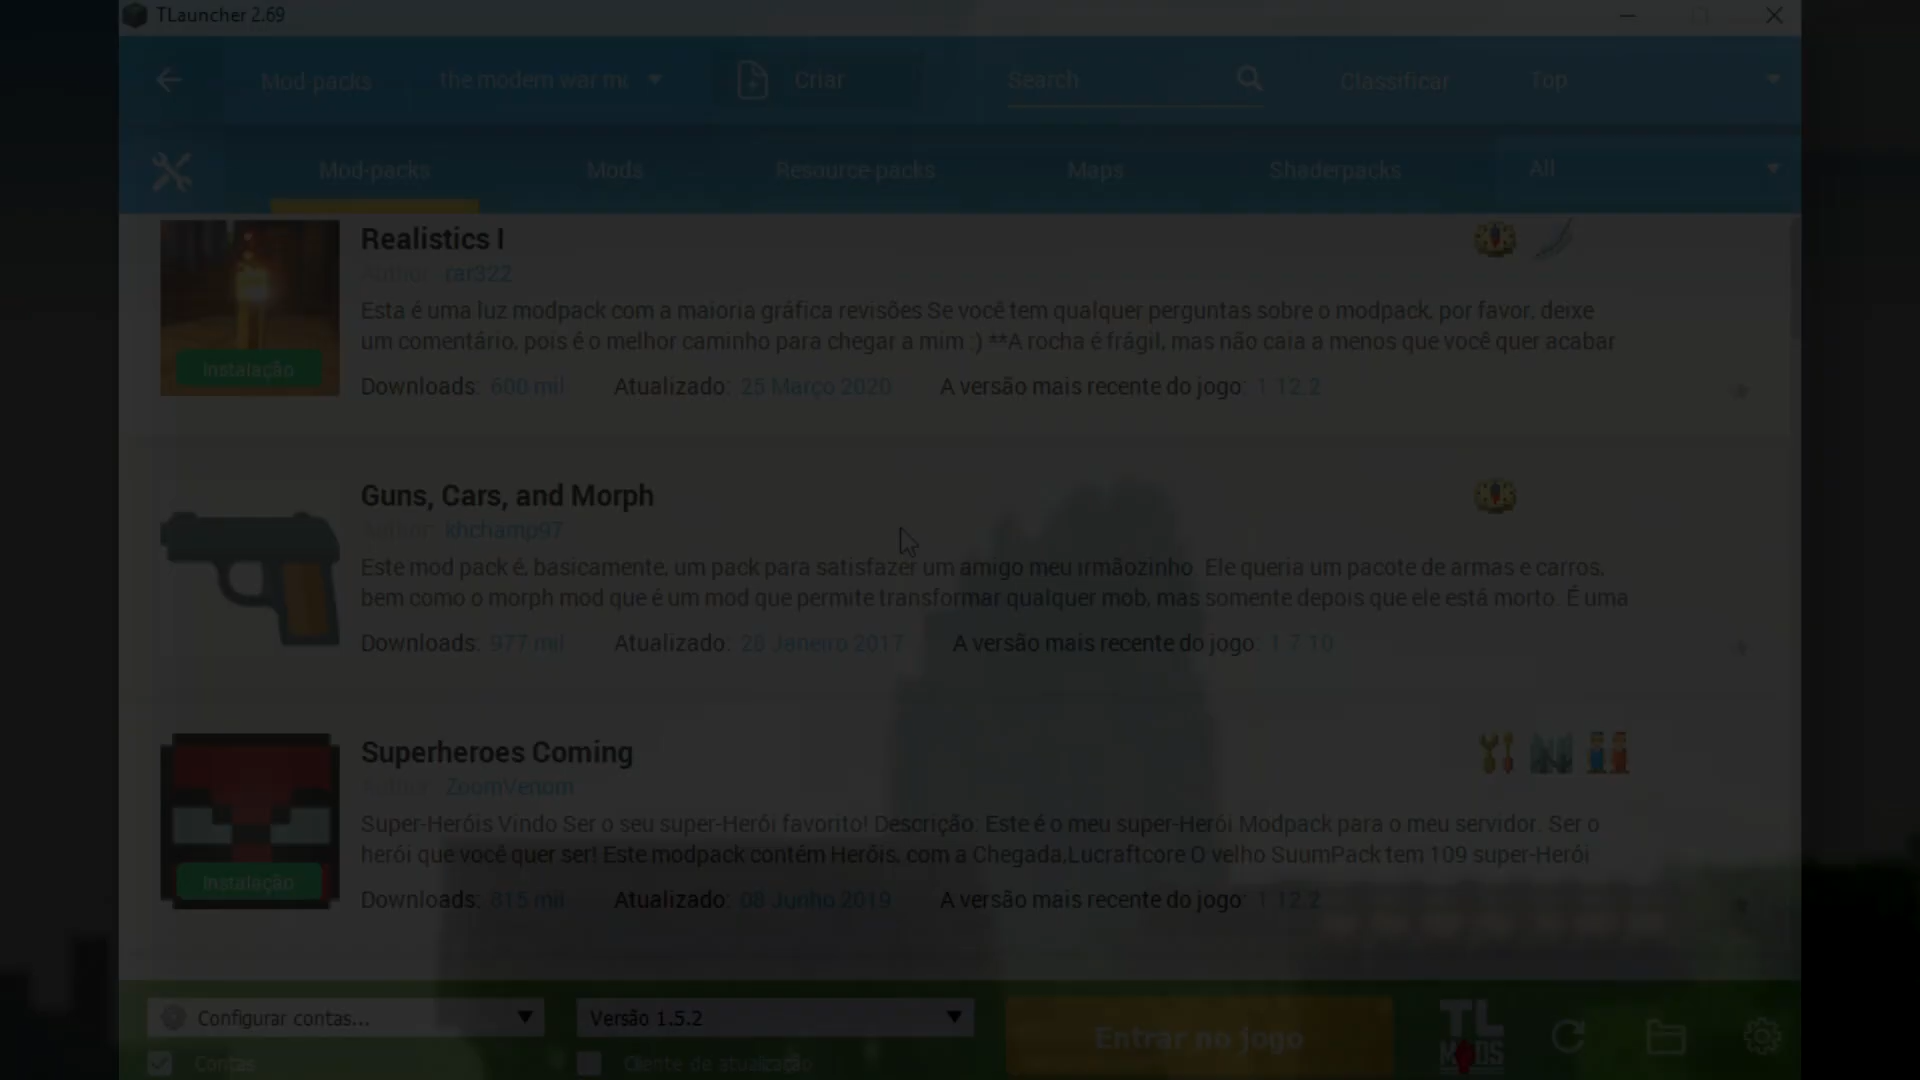 TLauncher 2.69
Mod packs
the modern war mo
Criar
Search
Classificar
Top
Mod-packs
Mods
Resource packs
Maps
Shaderpacks
All
Realistics I
Author: rar322
Esta é uma luz modpack com a maioria gráfica revisões Se você tem qualquer perguntas sobre o modpack, por favor, deixe
um comentário, pois é o melhor caminho para chegar a mim :) **A rocha é frágil, mas não caia a menos que você quer acabar
Instalação
Downloads: 600 mil
Atualizado: 25 Março 2020
A versão mais recente do jogo: 1.12.2
Guns, Cars, and Morph
Author: khchamp97
Este mod pack é, basicamente, um pack para satisfazer um amigo meu irmãozinho. Ele queria um pacote de armas e carros,
bem como o morph mod que é um mod que permite transformar qualquer mob, mas somente depois que ele está morto. É uma
Downloads: 977 mil
Atualizado: 28 Janeiro 2017
A versão mais recente do jogo: 1.7.10
Superheroes Coming
Author: ZoomVenom
Super-Heróis Vindo Ser o seu super-Herói favorito! Descrição: Este é o meu super-Herói Modpack para o meu servidor. Ser o
herói que você quer ser! Este modpack contém Heróis, com a Chegada,Lucraftcore O velho SuumPack tem 109 super-Herói
Instalação
Downloads: 815 mil
Atualizado: 08 Junho 2019
A versão mais recente do jogo: 1.12.2
Configurar contas...
Versão 1.5.2
Entrar no jogo
TL
MODS
Contas
Cliente de atualização